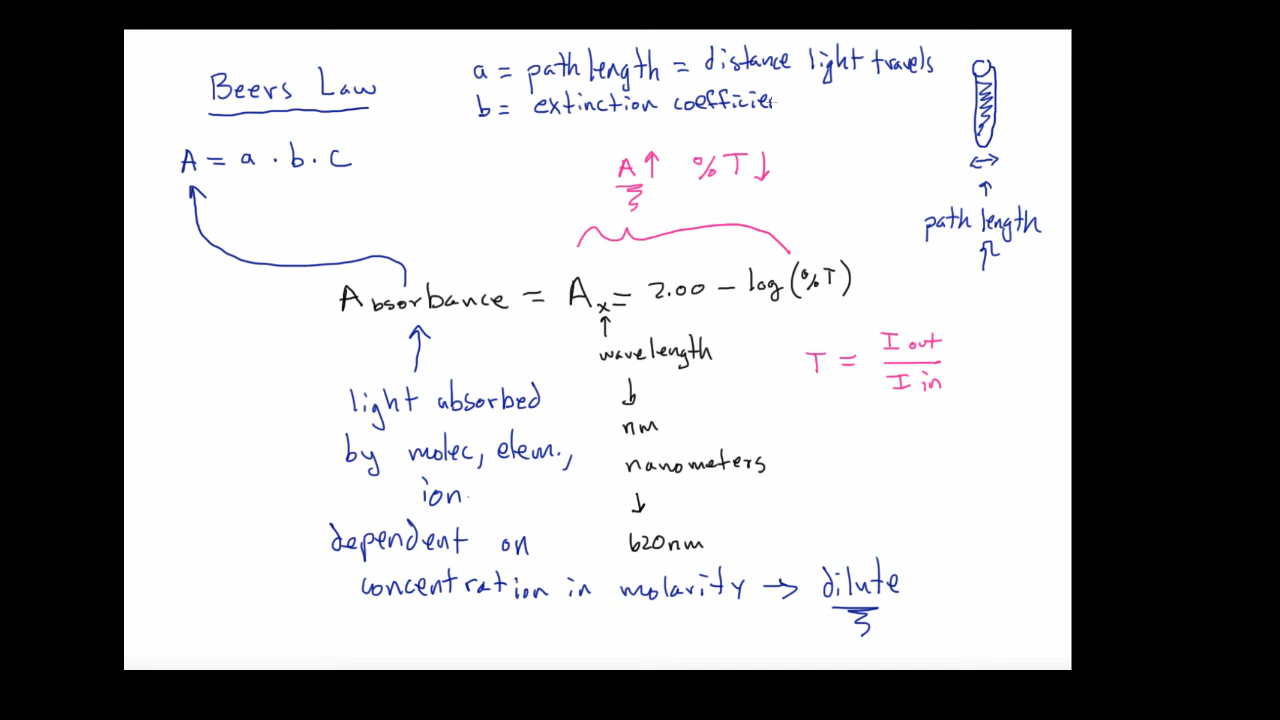 Beers Law
a = path length = distance light travels
b = extinction coefficie
A = a · b · c
A ↑ %T ↓
path length
Absorbance = Ax = 2.00 - log (%T)
wavelength
T = I out / I in
light absorbed
nm
by molec, elem.,
nanometers
ion
dependent on
620nm
concentration in molarity → dilute